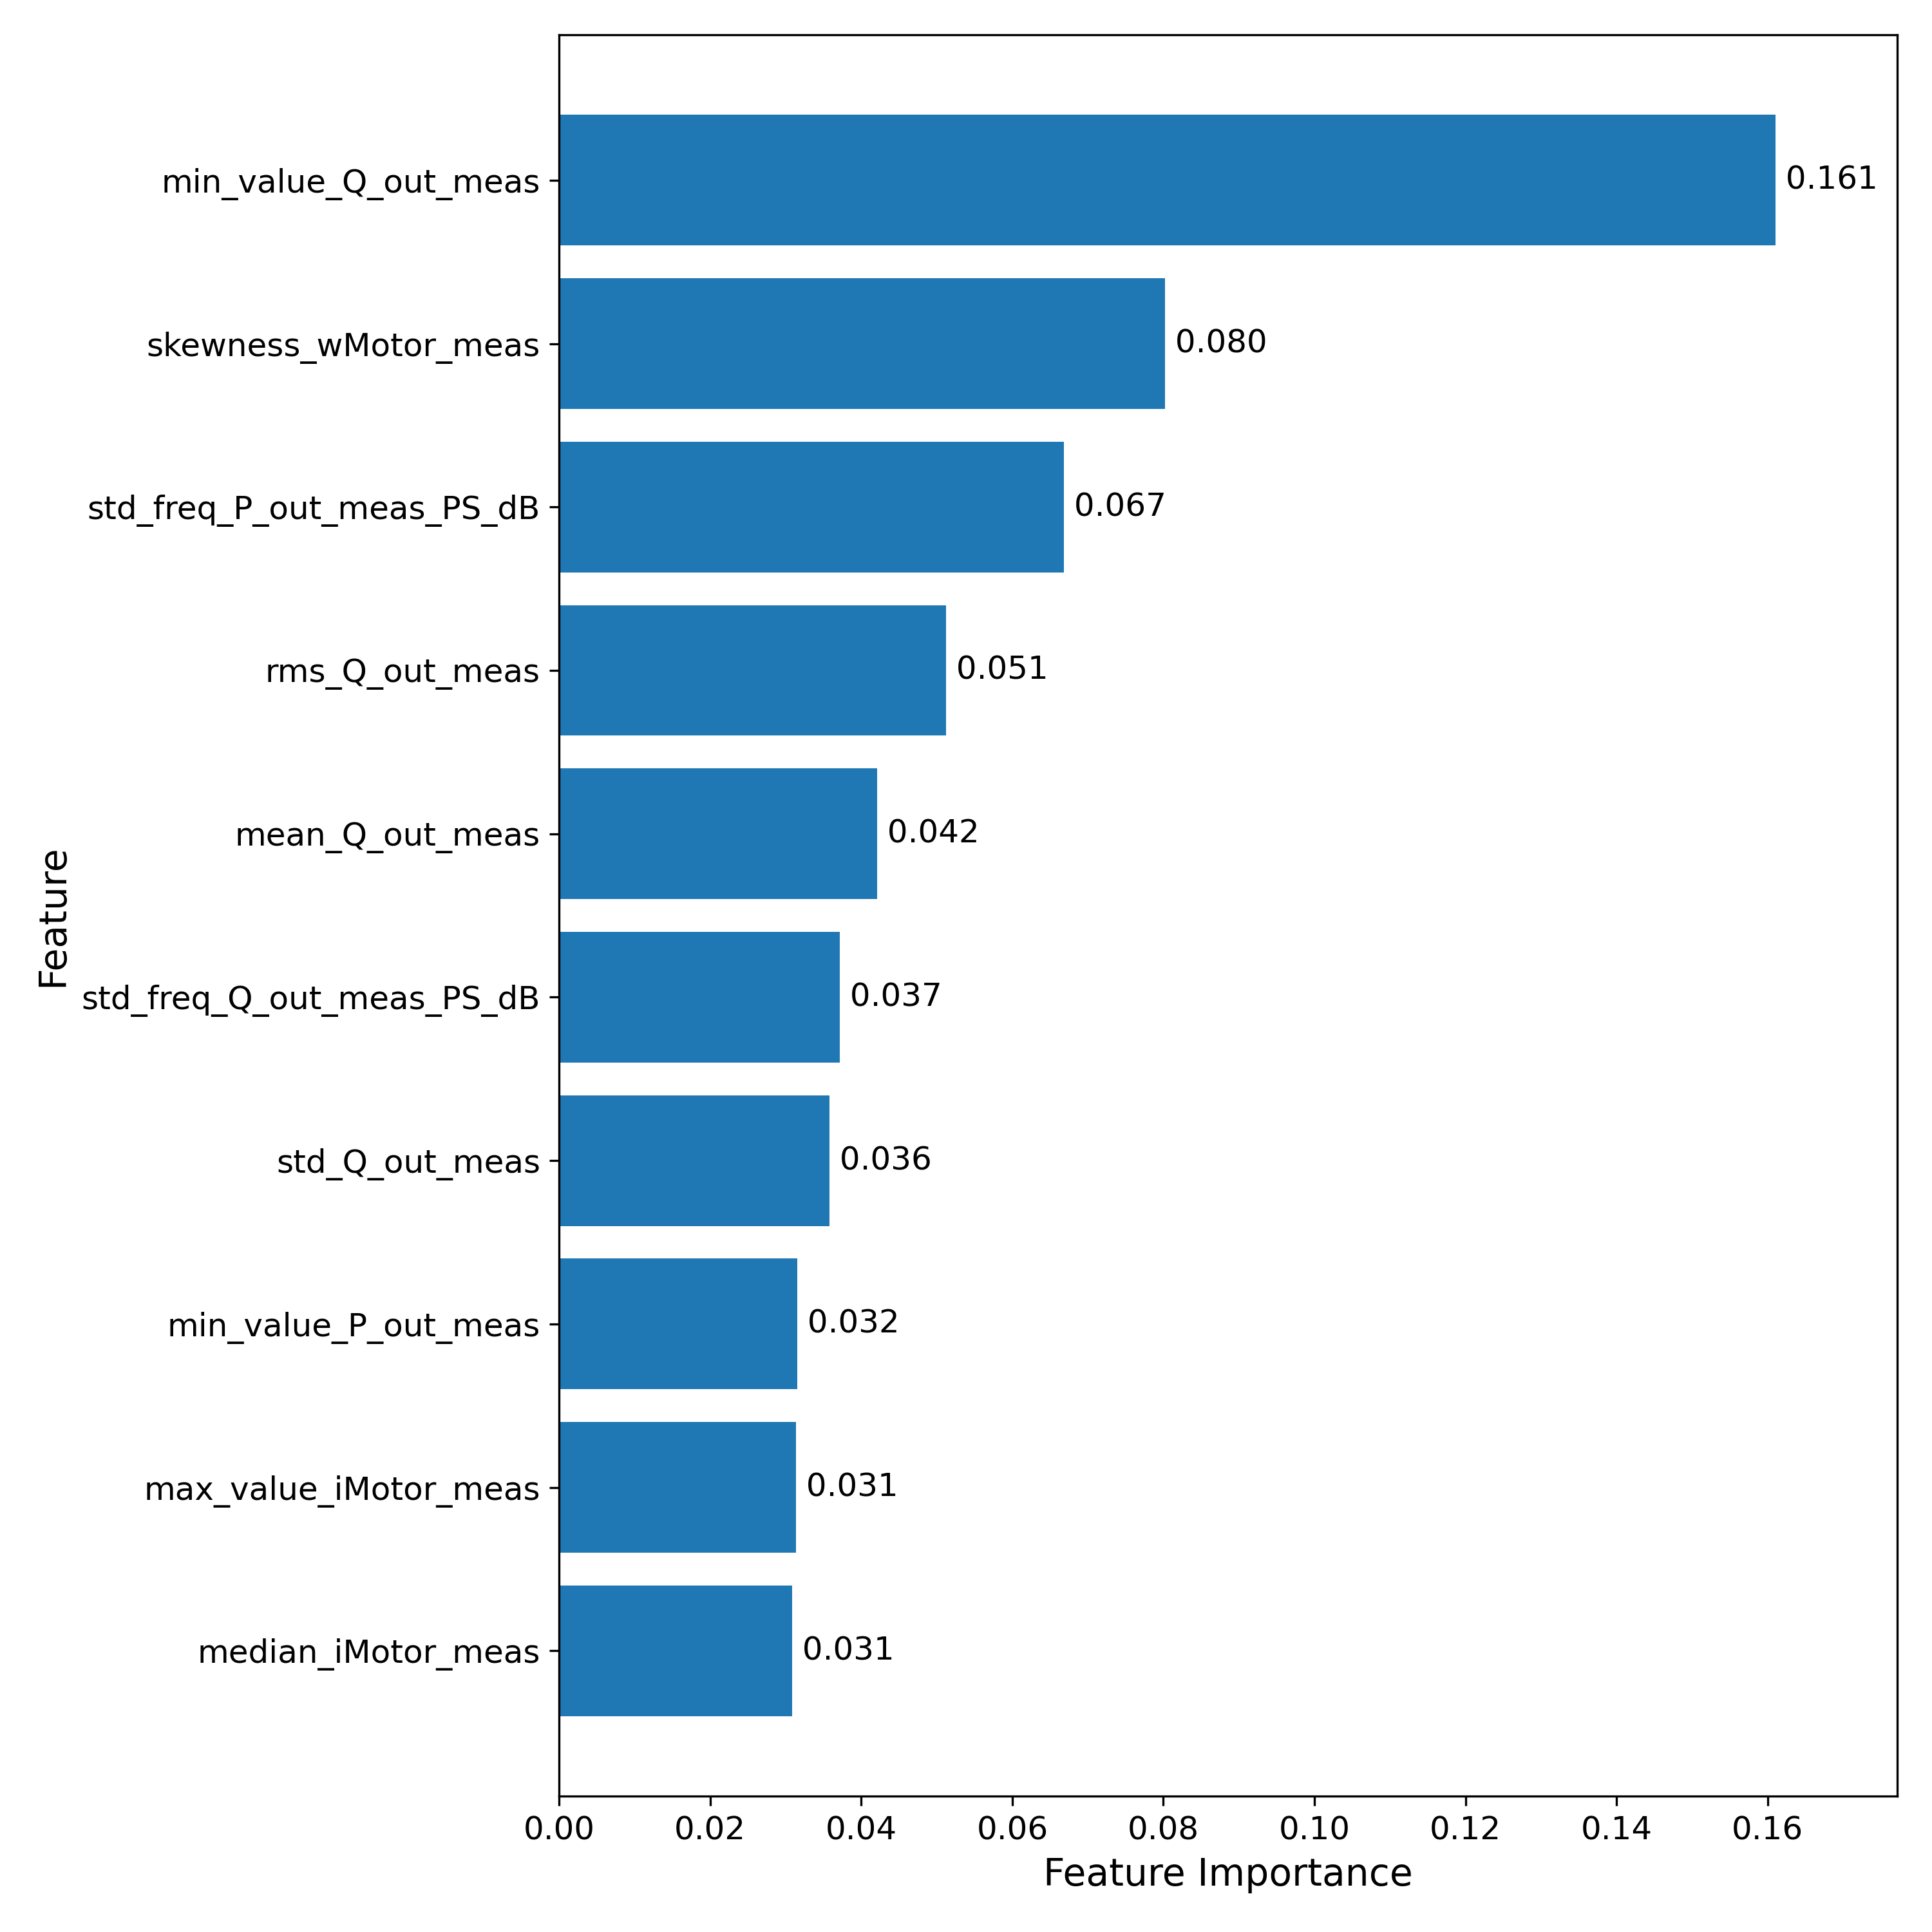 min_value_Q_out_meas 0.161
skewness_wMotor_meas 0.080
std_freq_P_out_meas_PS_dB 0.067
rms_Q_out_meas 0.051
mean_Q_out_meas 0.042
Feature
std_freq_Q_out_meas_PS_dB 0.037
std_Q_out_meas 0.036
min_value_P_out_meas 0.032
max_value_iMotor_meas 0.031
median_iMotor_meas 0.031
0.00 0.02 0.04 0.06 0.08 0.10 0.12 0.14 0.16
Feature Importance